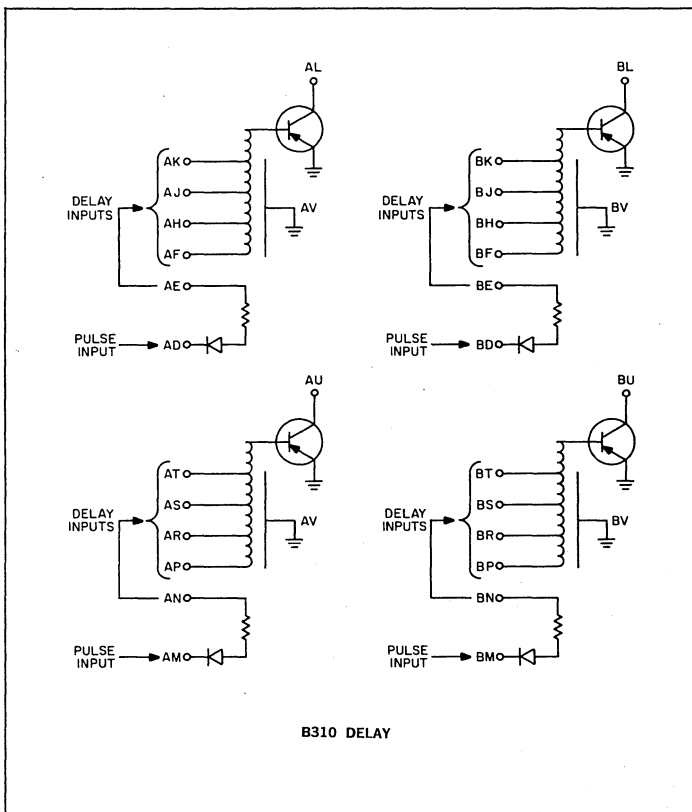 AL
AK
AJ
DELAY
INPUTS
AH
AF
AV
AE
PULSE
INPUT
AD
BL
BK
BJ
DELAY
INPUTS
BH
BF
BV
BE
PULSE
INPUT
BD
AU
AT
AS
DELAY
INPUTS
AR
AP
AV
AN
PULSE
INPUT
AM
BU
BT
BS
DELAY
INPUTS
BR
BP
BV
BN
PULSE
INPUT
BM
B310 DELAY